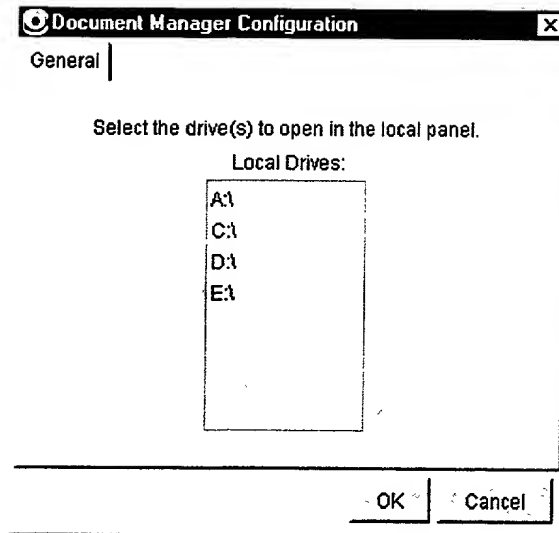 Document Manager Configuration
General
Select the drive(s) to open in the local panel.
Local Drives:
A:\
C:\
D:\
E:\
OK Cancel